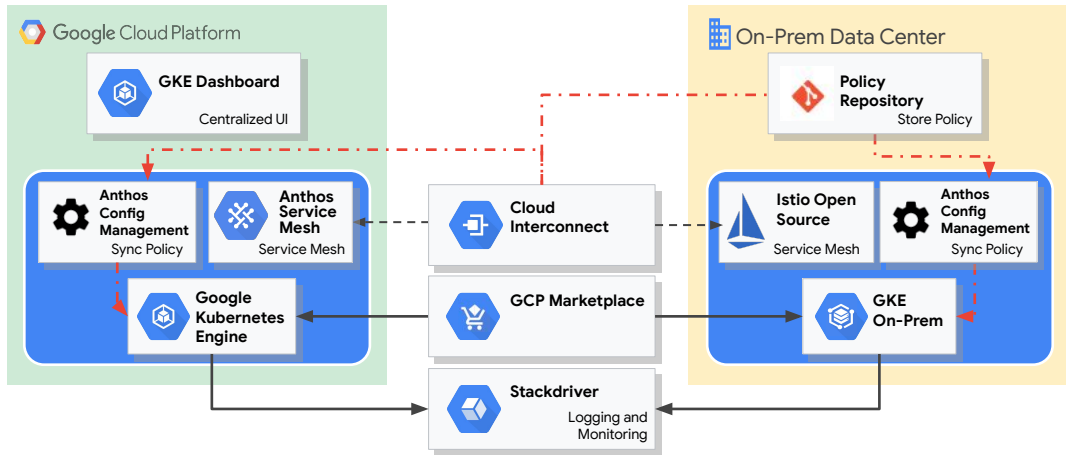 Google Cloud Platform
On-Prem Data Center
GKE Dashboard
Centralized UI
Policy
Repository
Store Policy
Anthos
Config
Management
Sync Policy
Anthos
Service
Mesh
Service Mesh
Cloud
Interconnect
Istio Open
Source
Service Mesh
Anthos
Config
Management
Sync Policy
Google
Kubernetes
Engine
GCP Marketplace
GKE
On-Prem
Stackdriver
Logging and
Monitoring